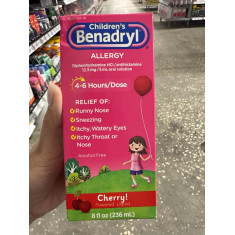 Children's
Benadryl
ALLERGY
Diphenhydramine HCl / antihistamine
12.5 mg / 5 mL oral solution
4-6 Hours/Dose
RELIEF OF:
Runny Nose
Sneezing
Itchy, Watery Eyes
Itchy Throat or
Nose
Alcohol Free
Cherry!
Flavored Liquid
8 fl oz (236 mL)